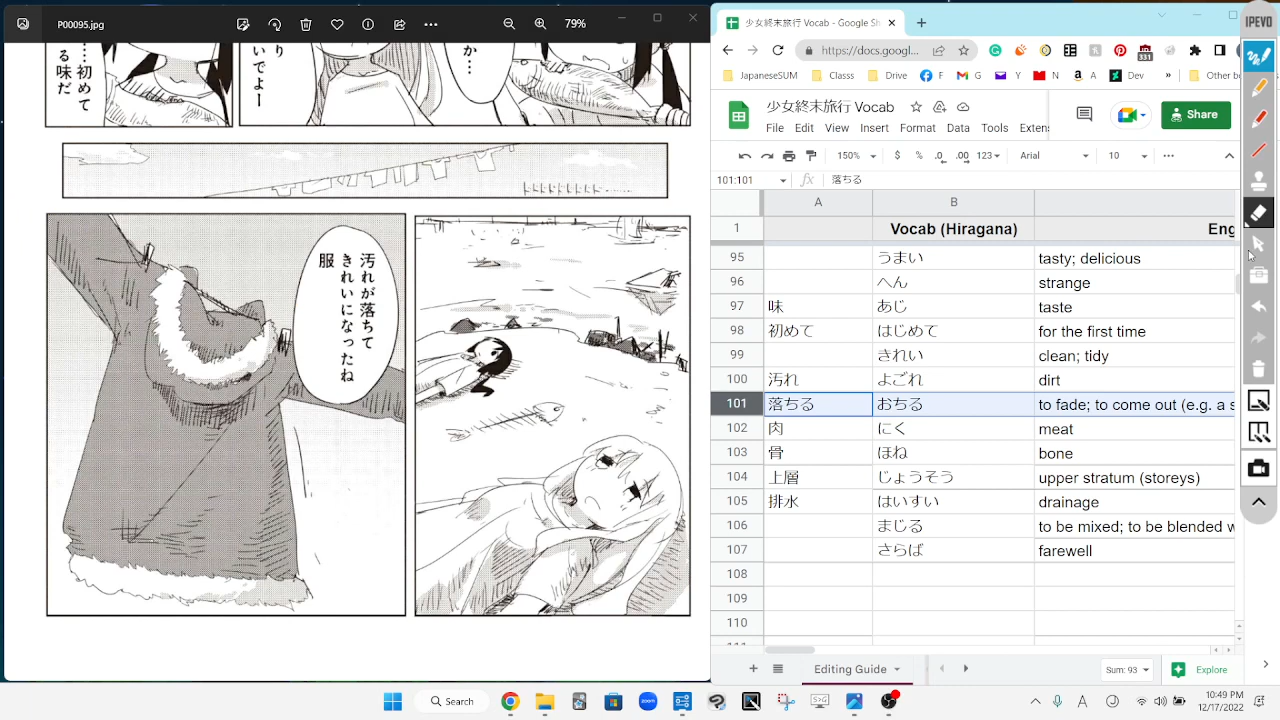 P00095.jpg
79%
…初めて
る味だ
り
いでよー
か…
汚れが落ちて
きれいになったね
服
少女終末旅行 Vocab - Google Sh
https://docs.googl...
331
JapaneseSUM
Classx
Drive
F
G
Y
N
A
Dev
»
Other bo
少女終末旅行 Vocab
Share
File Edit View Insert Format Data Tools Exten
150% $ % .0 .00 123 Arial 10
101:101 fx 落ちる
A B
1 Vocab (Hiragana) Eng
95 うまい tasty; delicious
96 へん strange
97 味 あじ taste
98 初めて はじめて for the first time
99 きれい clean; tidy
100 汚れ よごれ dirt
101 落ちる おちる to fade; to come out (e.g. a s
102 肉 にく meat
103 骨 ほね bone
104 上層 じょうそう upper stratum (storeys)
105 排水 はいすい drainage
106 まじる to be mixed; to be blended w
107 さらば farewell
108
109
110
Editing Guide
Sum: 93
Explore
IPEVO
Search
zoom
A
10:49 PM
12/17/2022